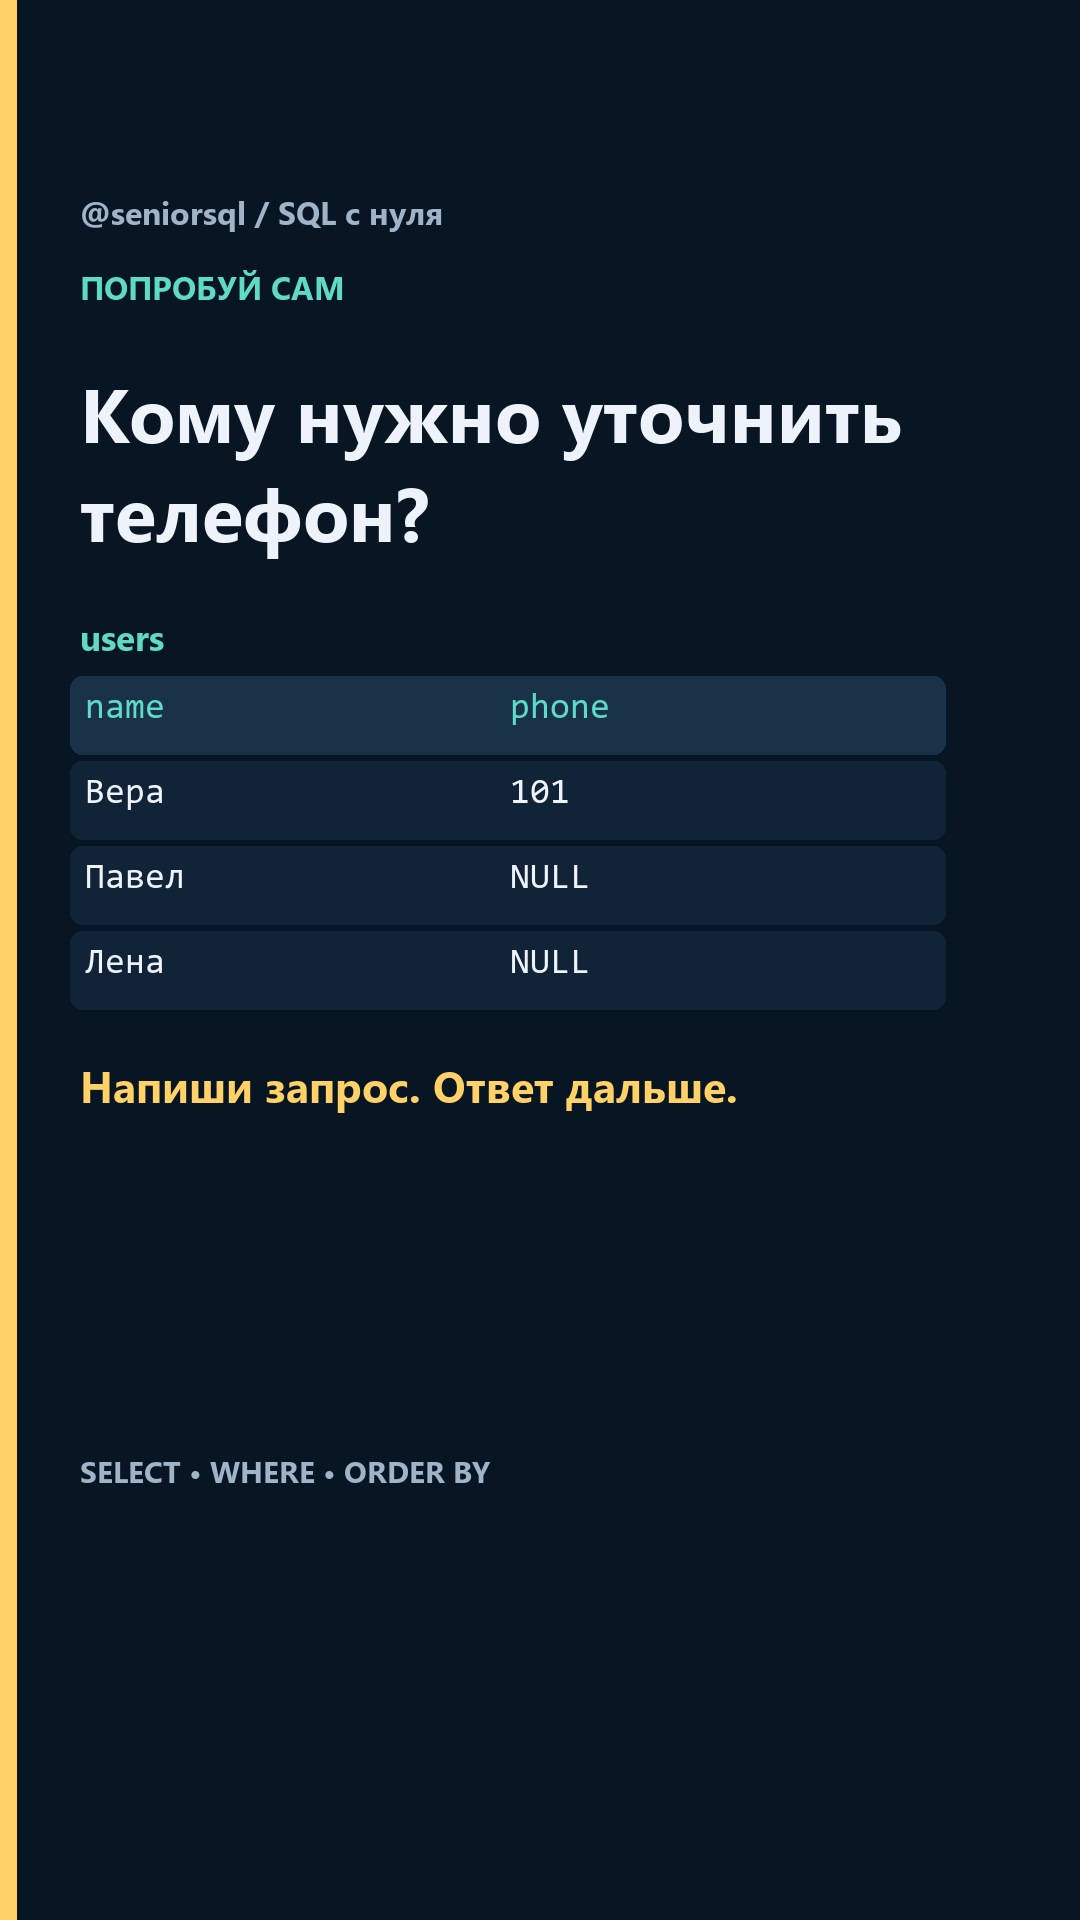 @seniorsql / SQL с нуля
ПОПРОБУЙ САМ
Кому нужно уточнить
телефон?
users
name phone
Вера 101
Павел NULL
Лена NULL
Напиши запрос. Ответ дальше.
SELECT • WHERE • ORDER BY